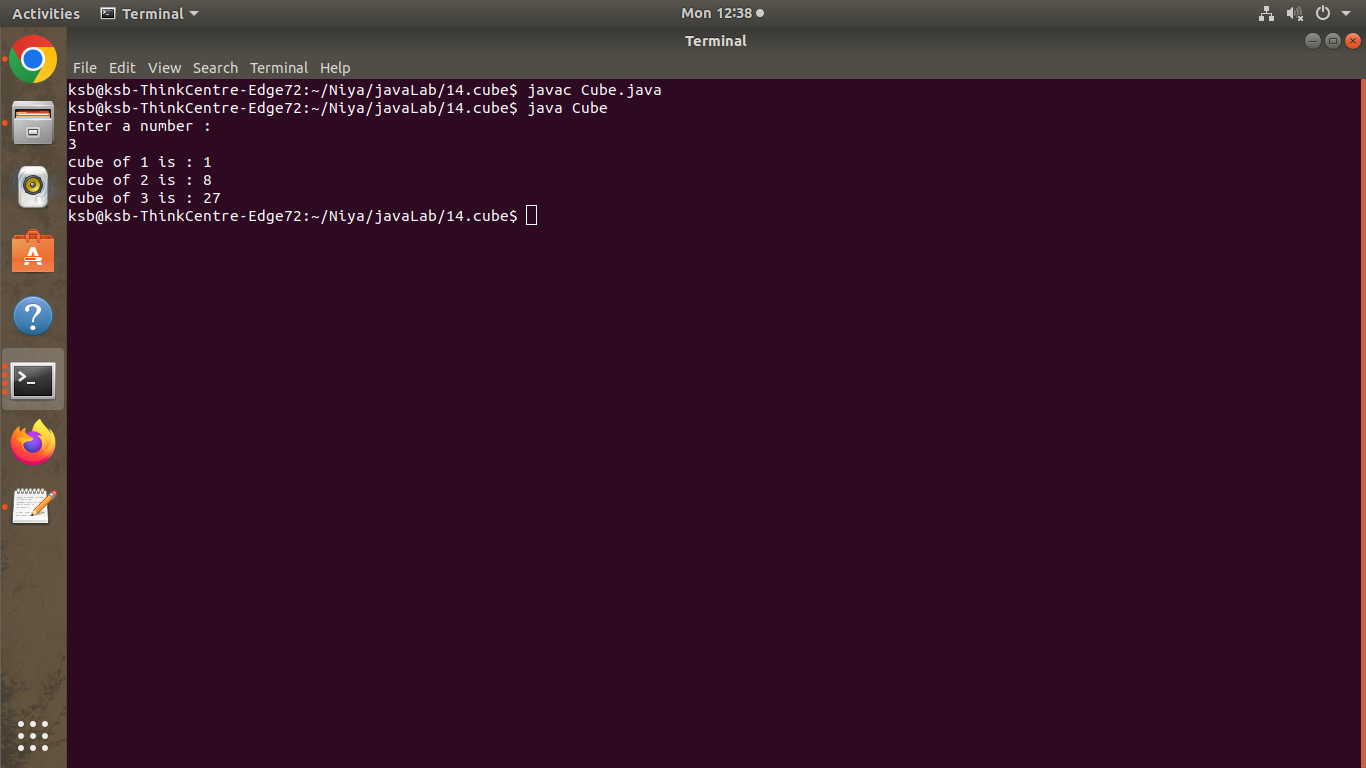 Activities Terminal Mon 12:38
Terminal
File Edit View Search Terminal Help
ksb@ksb-ThinkCentre-Edge72:~/Niya/javaLab/14.cube$ javac Cube.java
ksb@ksb-ThinkCentre-Edge72:~/Niya/javaLab/14.cube$ java Cube
Enter a number :
3
cube of 1 is : 1
cube of 2 is : 8
cube of 3 is : 27
ksb@ksb-ThinkCentre-Edge72:~/Niya/javaLab/14.cube$